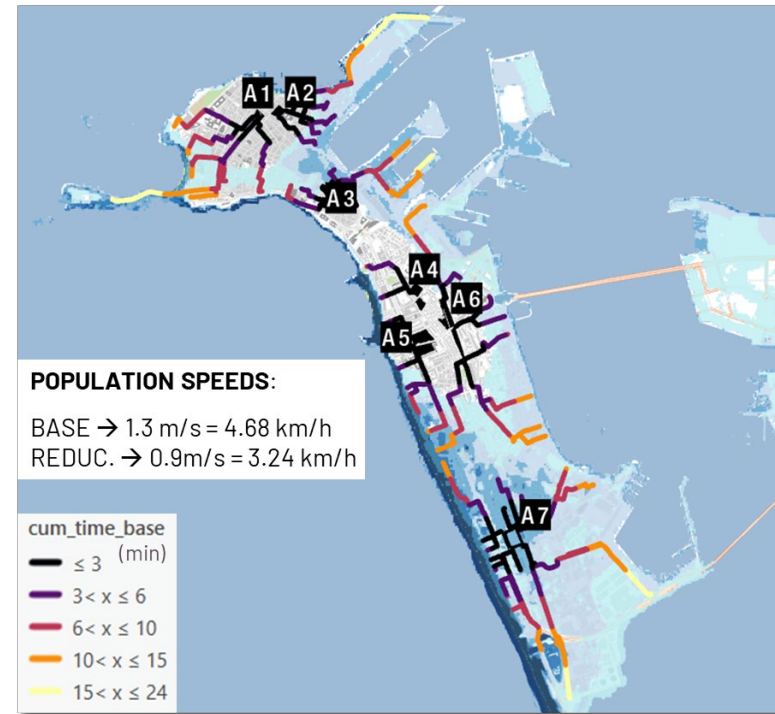 A1
A2
A3
A4
A6
A5
POPULATION SPEEDS:
BASE → 1.3 m/s = 4.68 km/h
REDUC. → 0.9m/s = 3.24 km/h
A7
cum_time_base
(min)
≤ 3
3< x ≤ 6
6< x ≤ 10
10< x ≤ 15
15< x ≤ 24